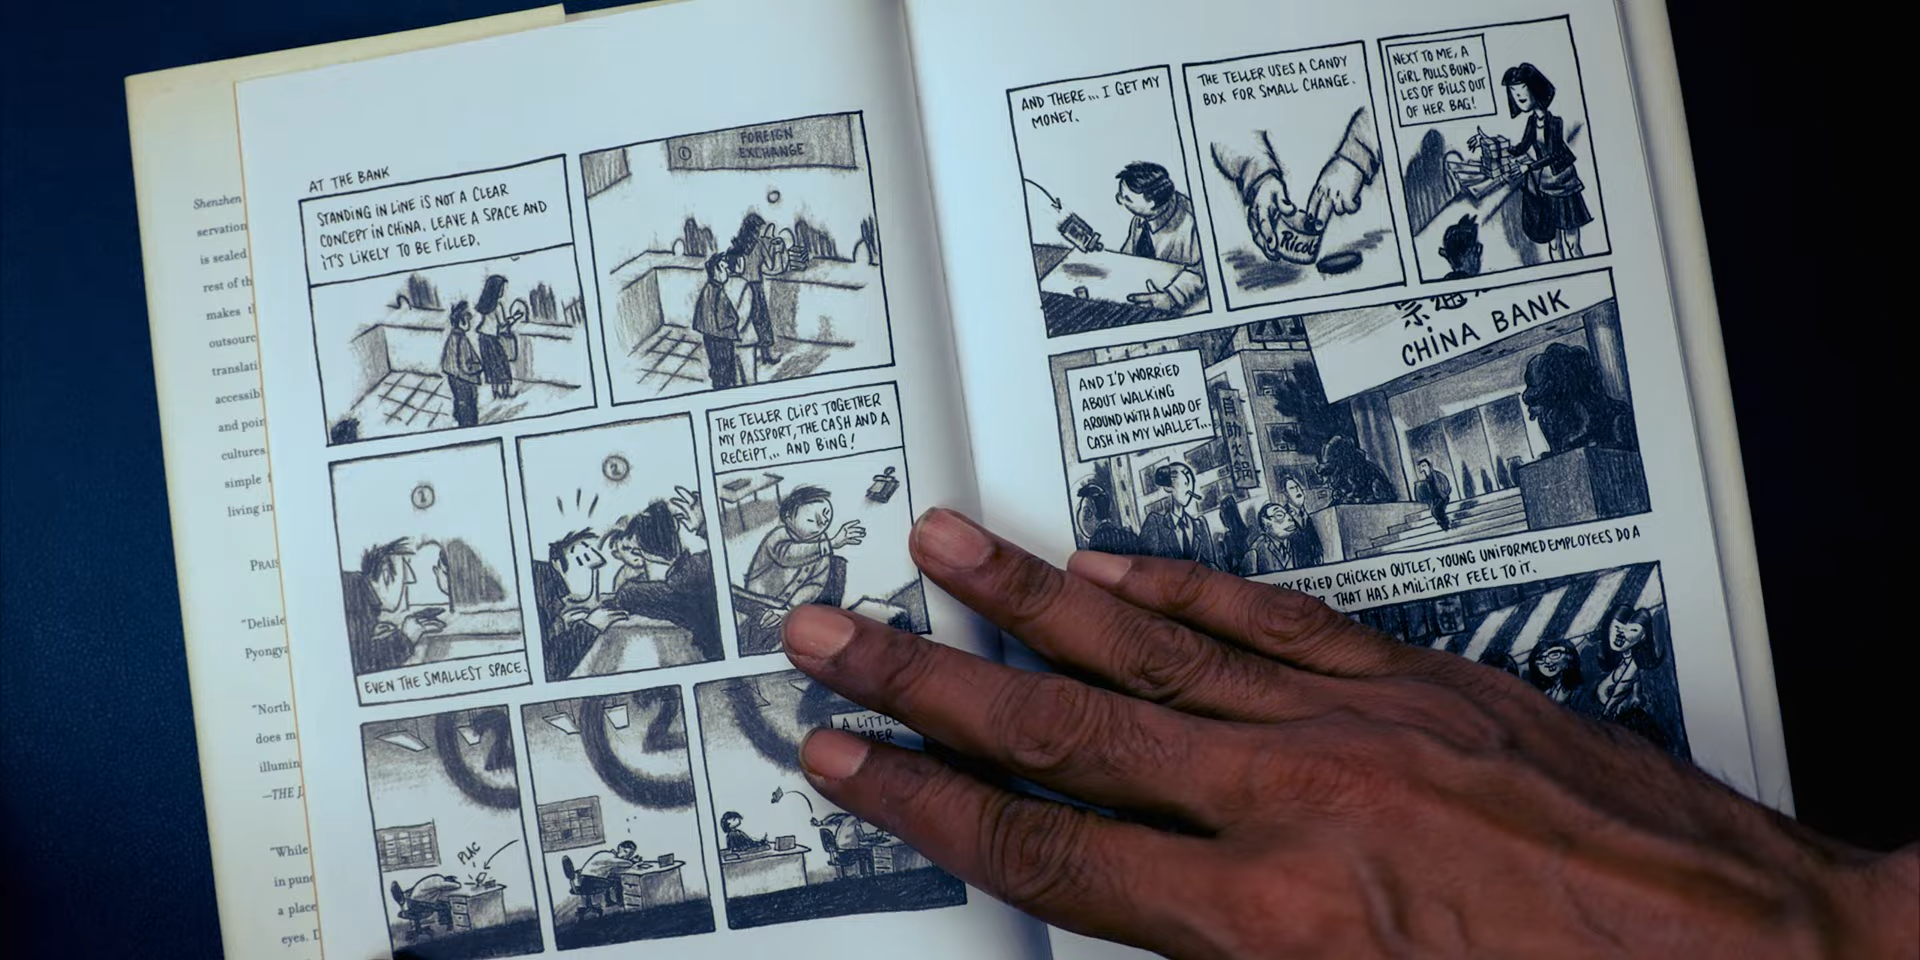 Shenzhen
servation
is sealed
rest of th
makes t
outsourc
translati
accessib
and poin
cultures
simple
living in
PRAIS
"Delisle
Pyongya
"North
does m
illumin
—THE
"While
in pun
a place
eyes.
AT THE BANK
STANDING IN LINE IS NOT A CLEAR
CONCEPT IN CHINA. LEAVE A SPACE AND
IT'S LIKELY TO BE FILLED.
FOREIGN
EXCHANGE
1
2
EVEN THE SMALLEST SPACE.
THE TELLER CLIPS TOGETHER
MY PASSPORT, THE CASH AND A
RECEIPT... AND BING!
2
PLAC
2
A LITTLE
AND THERE... I GET MY
MONEY.
THE TELLER USES A CANDY
BOX FOR SMALL CHANGE.
Ricola
NEXT TO ME, A
GIRL PULLS BUND-
LES OF BILLS OUT
OF HER BAG!
CHINA BANK
AND I'D WORRIED
ABOUT WALKING
AROUND WITH A WAD OF
CASH IN MY WALLET...
自助火锅
KY FRIED CHICKEN OUTLET, YOUNG UNIFORMED EMPLOYEES DO A
THAT HAS A MILITARY FEEL TO IT.